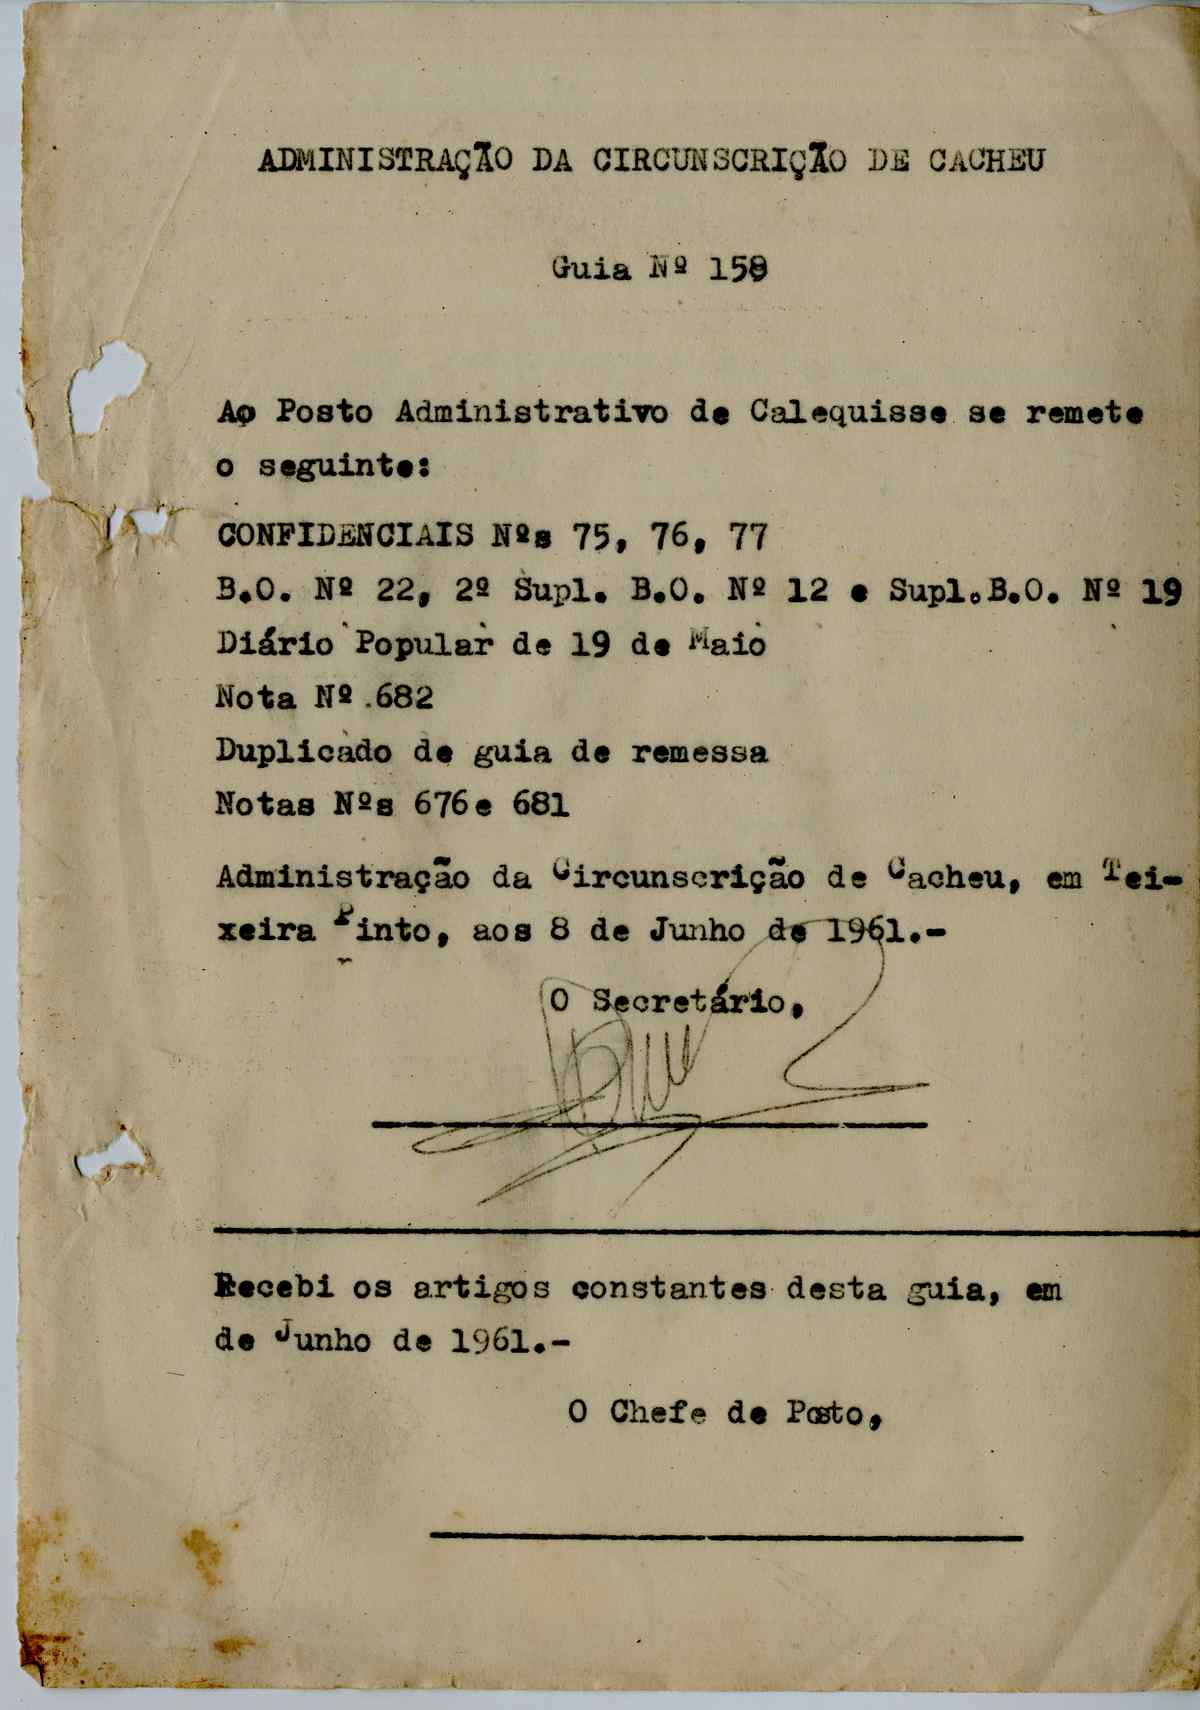 ADMINISTRAÇÃO DA CIRCUNSCRIÇÃO DE CACHEU
Guia Nº 158
Ao Posto Administrativo de Calequisse se remete
o seguinte:
CONFIDENCIAIS Nºs 75, 76, 77
B.O. Nº 22, 2º Supl. B.O. Nº 12 e Supl.B.O. Nº 19
Diário Popular de 19 de Maio
Nota Nº 682
Duplicado de guia de remessa
Notas Nºs 676 e 681
Administração da Circunscrição de Cacheu, em Tei-
xeira Pinto, aos 8 de Junho de 1961.-
O Secretário,
Recebi os artigos constantes desta guia, em
de Junho de 1961.-
O Chefe de Posto,